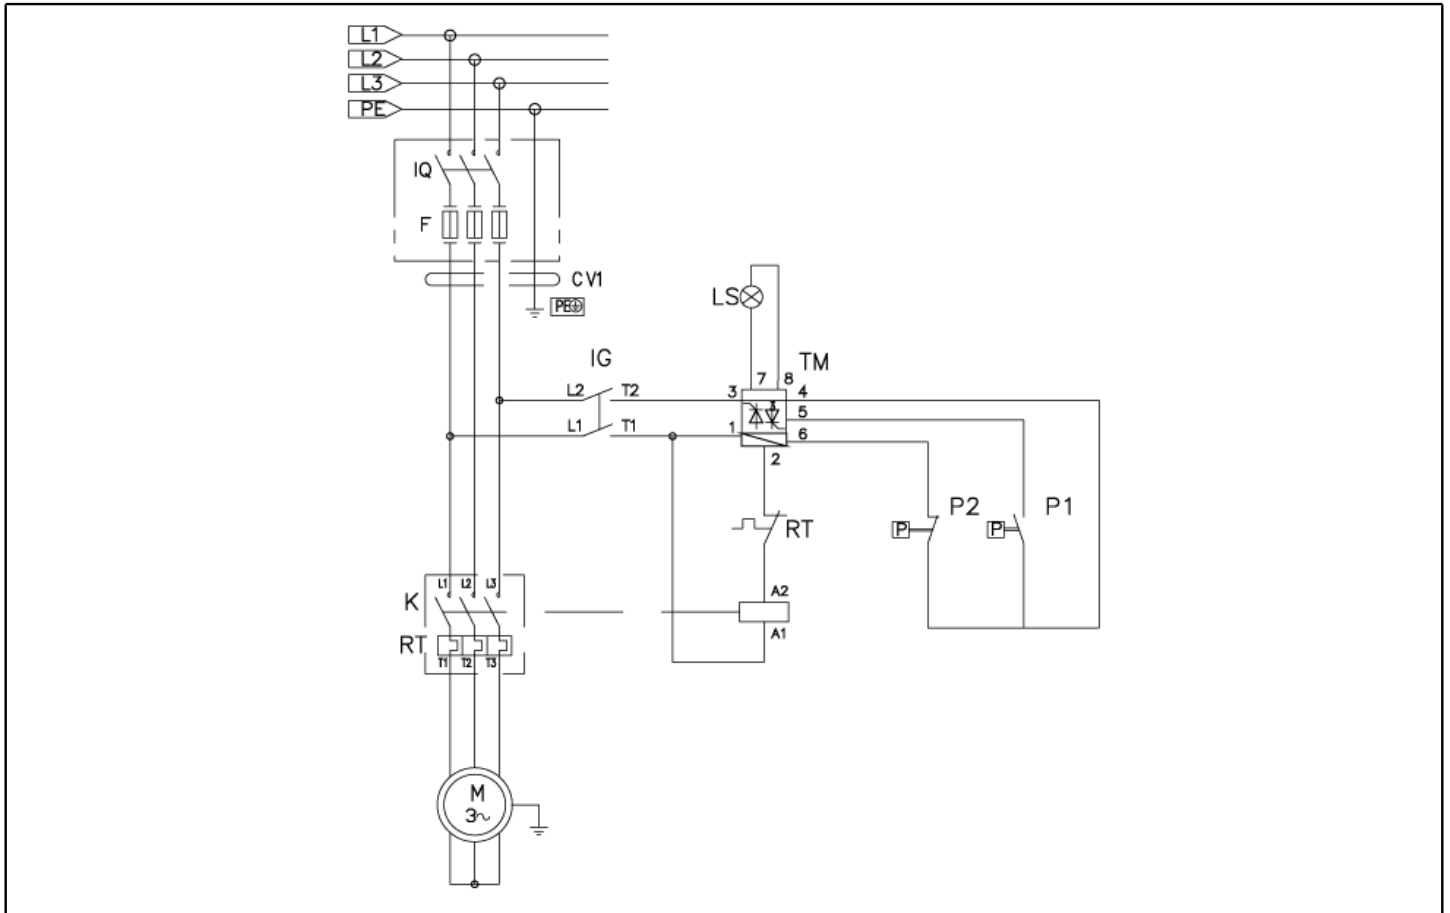 L1
L2
L3
PE
IQ
F
CV1
PE
LS
IG
TM
7 8
L2 T2 3 4
5
L1 T1 1 6
2
P2 P1
P P
RT
L1 L2 L3
A2
K
A1
RT
T1 T2 T3
M
3~